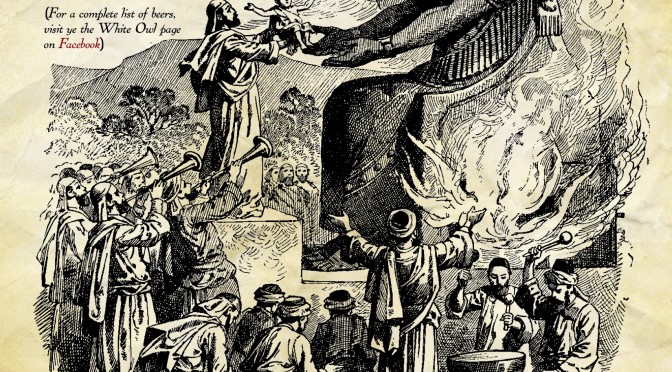 (For a complete list of beers,
visit ye the White Owl page
on Facebook)